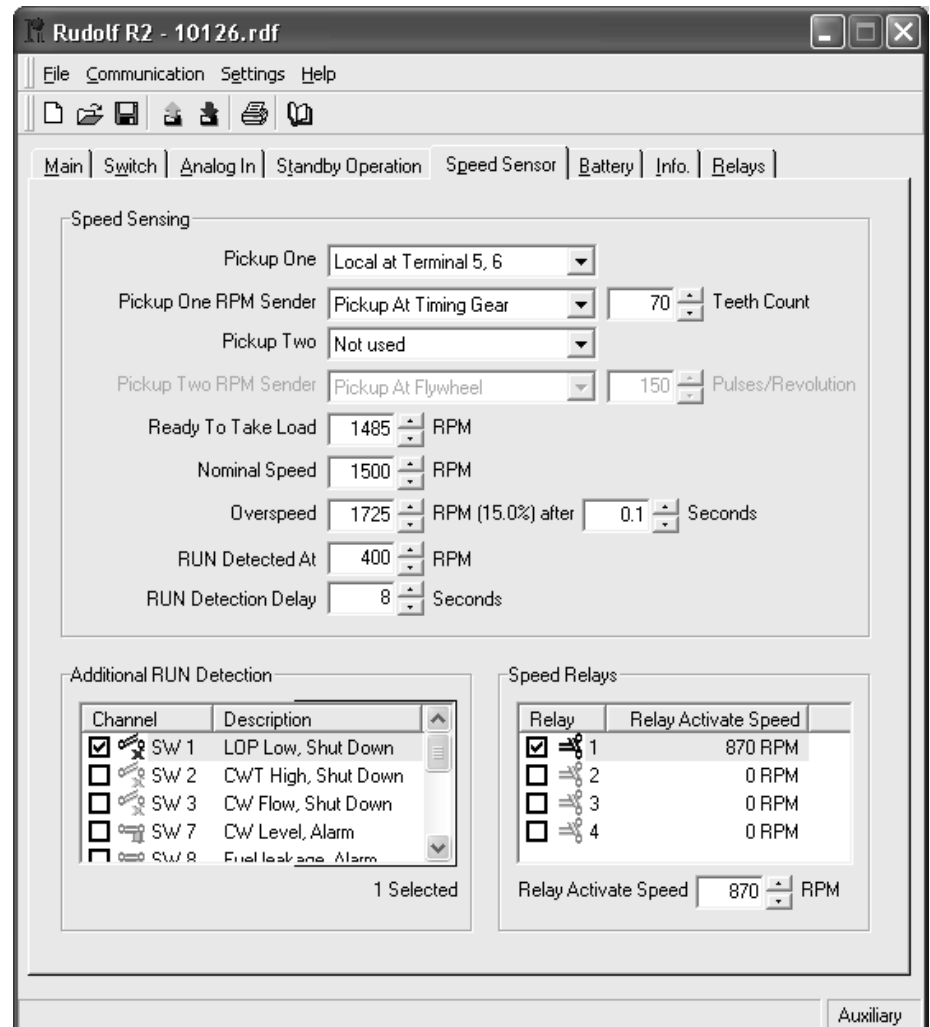 Rudolf R2 - 10126.rdf
File Communication Settings Help
Main Switch Analog In Standby Operation Speed Sensor Battery Info. Relays
Speed Sensing
Pickup One Local at Terminal 5, 6
Pickup One RPM Sender Pickup At Timing Gear 70 Teeth Count
Pickup Two Not used
Pickup Two RPM Sender Pickup At Flywheel 150 Pulses/Revolution
Ready To Take Load 1485 RPM
Nominal Speed 1500 RPM
Overspeed 1725 RPM (15.0%) after 0.1 Seconds
RUN Detected At 400 RPM
RUN Detection Delay 8 Seconds
Additional RUN Detection
Channel Description
SW 1 LOP Low, Shut Down
SW 2 CWT High, Shut Down
SW 3 CW Flow, Shut Down
SW 7 CW Level, Alarm
SW 8 Fuel leakage, Alarm
1 Selected
Speed Relays
Relay Relay Activate Speed
1 870 RPM
2 0 RPM
3 0 RPM
4 0 RPM
Relay Activate Speed 870 RPM
Auxiliary